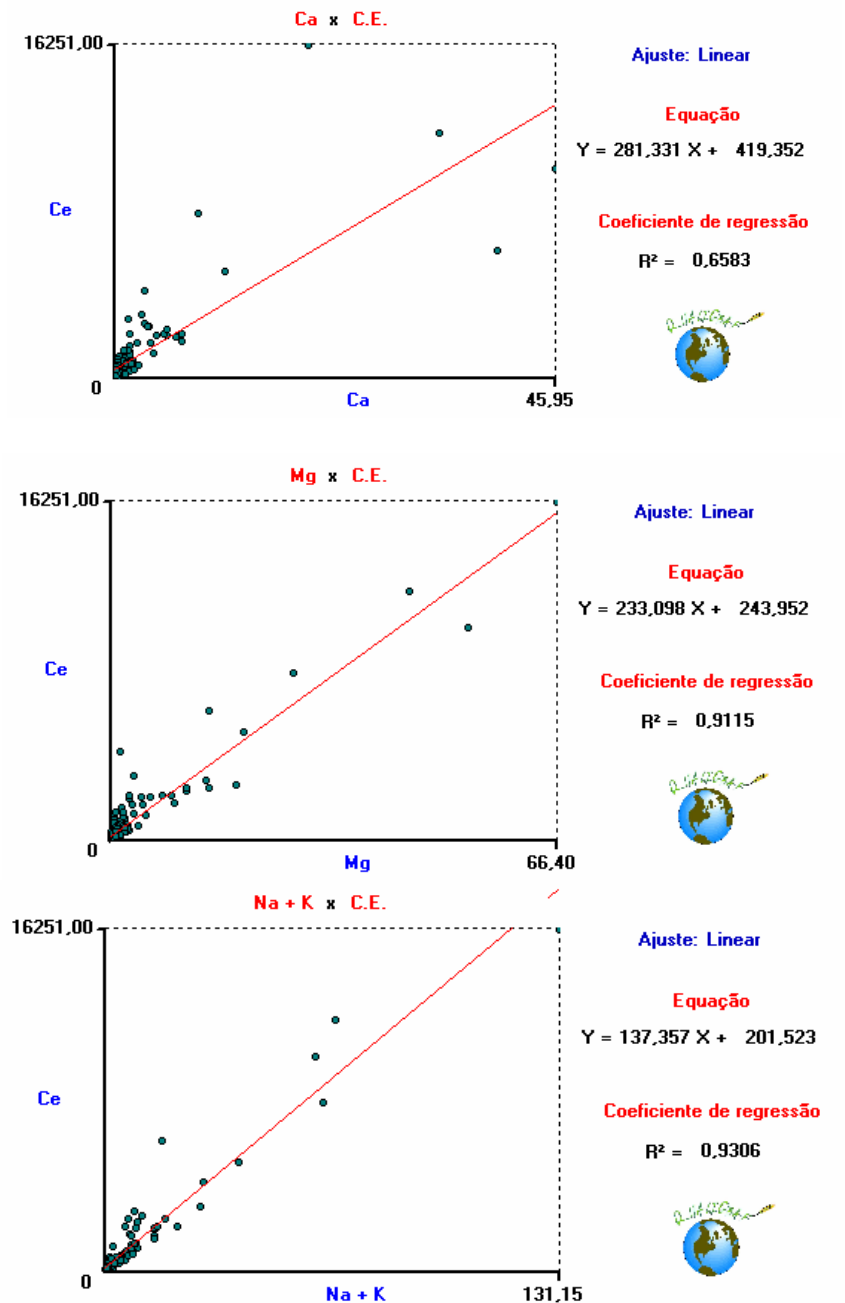 Ca x C.E.
16251,00
Ce
0
Ca
45,95
Ajuste: Linear
Equação
Y = 281,331 X + 419,352
Coeficiente de regressão
R² = 0,6583
Mg x C.E.
16251,00
Ce
0
Mg
66,40
Ajuste: Linear
Equação
Y = 233,098 X + 243,952
Coeficiente de regressão
R² = 0,9115
Na + K x C.E.
16251,00
Ce
0
Na + K
131,15
Ajuste: Linear
Equação
Y = 137,357 X + 201,523
Coeficiente de regressão
R² = 0,9306